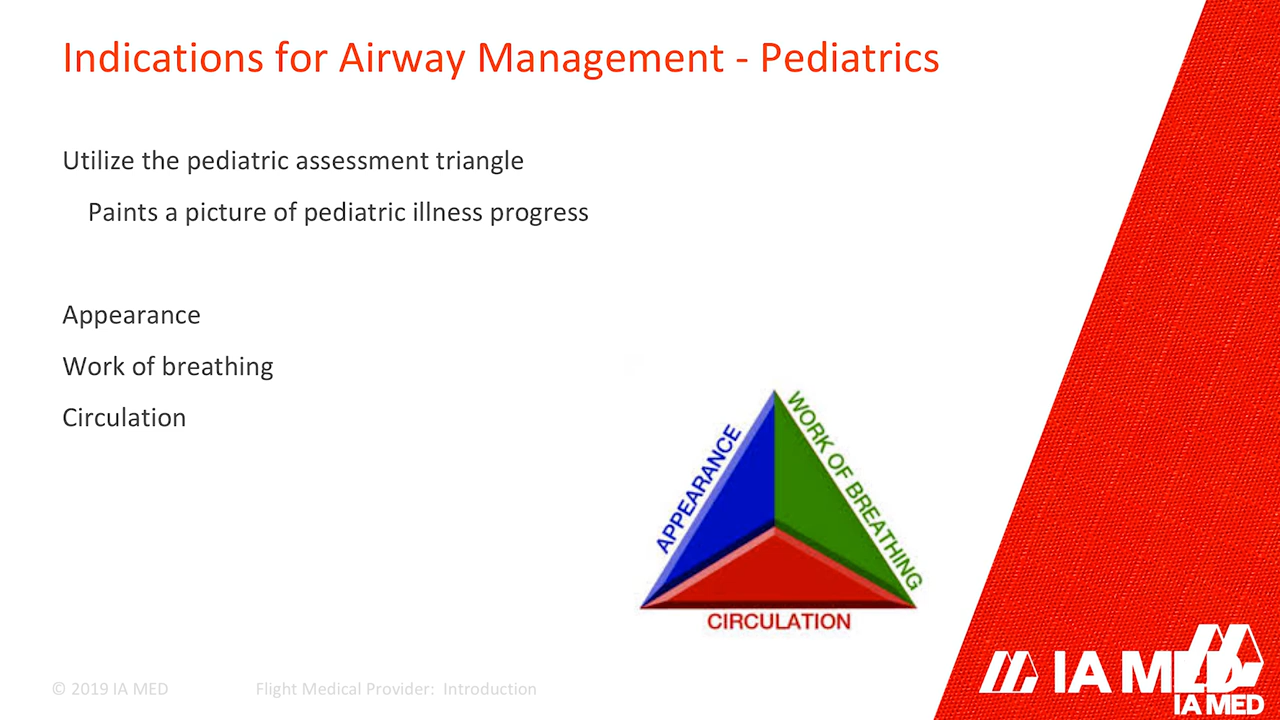 Indications for Airway Management - Pediatrics
Utilize the pediatric assessment triangle
Paints a picture of pediatric illness progress
Appearance
Work of breathing
Circulation
APPEARANCE
WORK OF BREATHING
CIRCULATION
© 2019 IA MED
Flight Medical Provider: Introduction
IA MED
IA MED